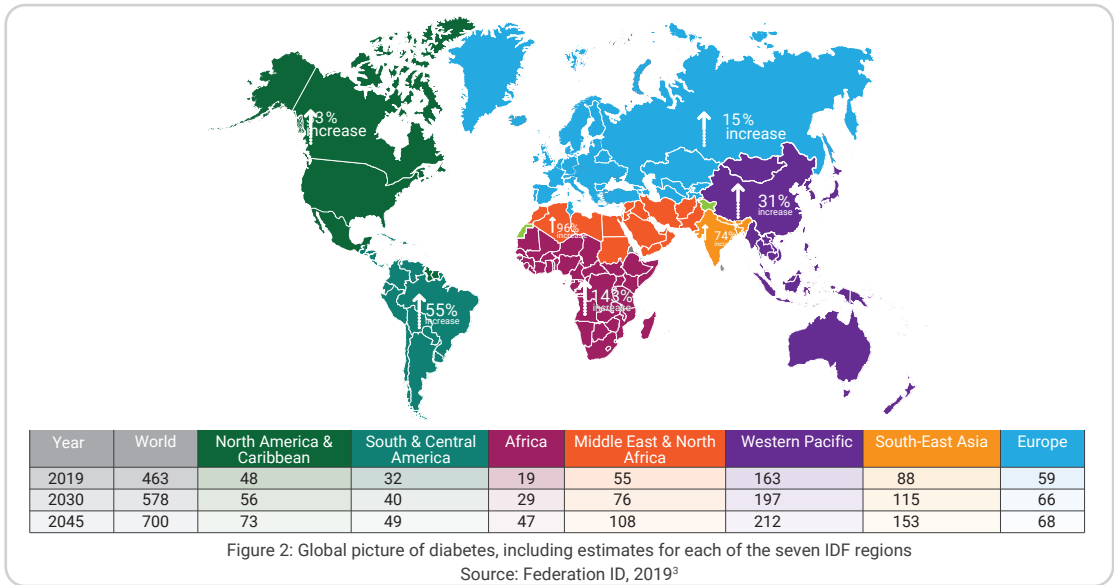 3%
increase
15%
increase
31%
increase
96%
74%
143%
increase
55%
increase
Year World North America & Caribbean South & Central America Africa Middle East & North Africa Western Pacific South-East Asia Europe
2019 463 48 32 19 55 163 88 59
2030 578 56 40 29 76 197 115 66
2045 700 73 49 47 108 212 153 68
Figure 2: Global picture of diabetes, including estimates for each of the seven IDF regions
Source: Federation ID, 2019³